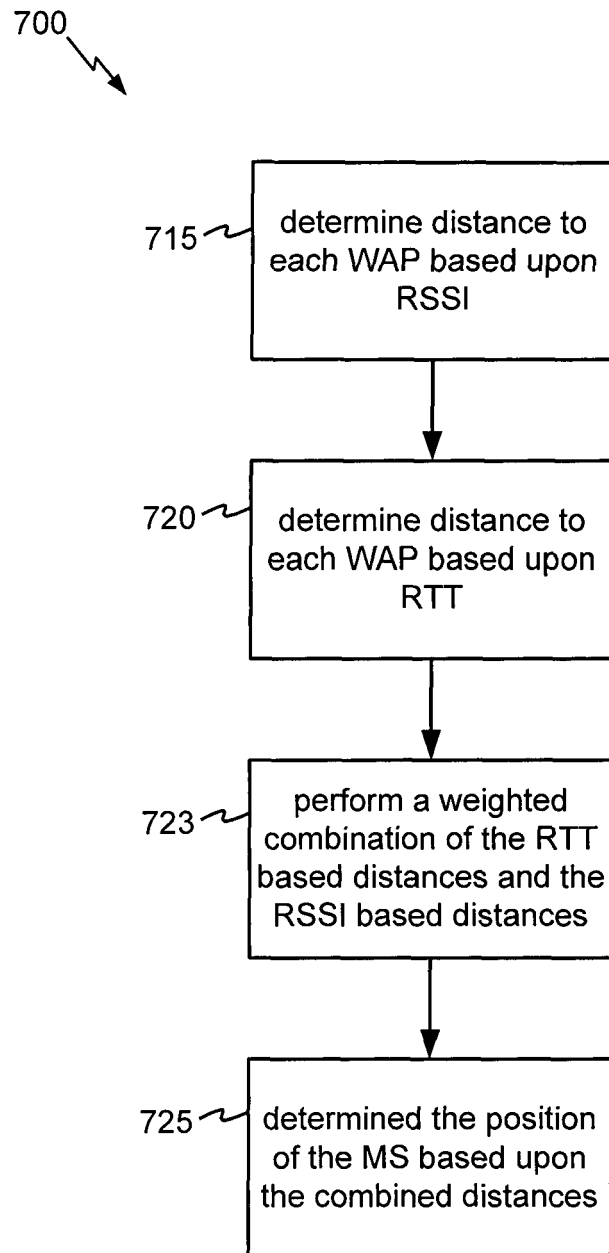 700
715
determine distance to
each WAP based upon
RSSI
720
determine distance to
each WAP based upon
RTT
723
perform a weighted
combination of the RTT
based distances and the
RSSI based distances
725
determined the position
of the MS based upon
the combined distances